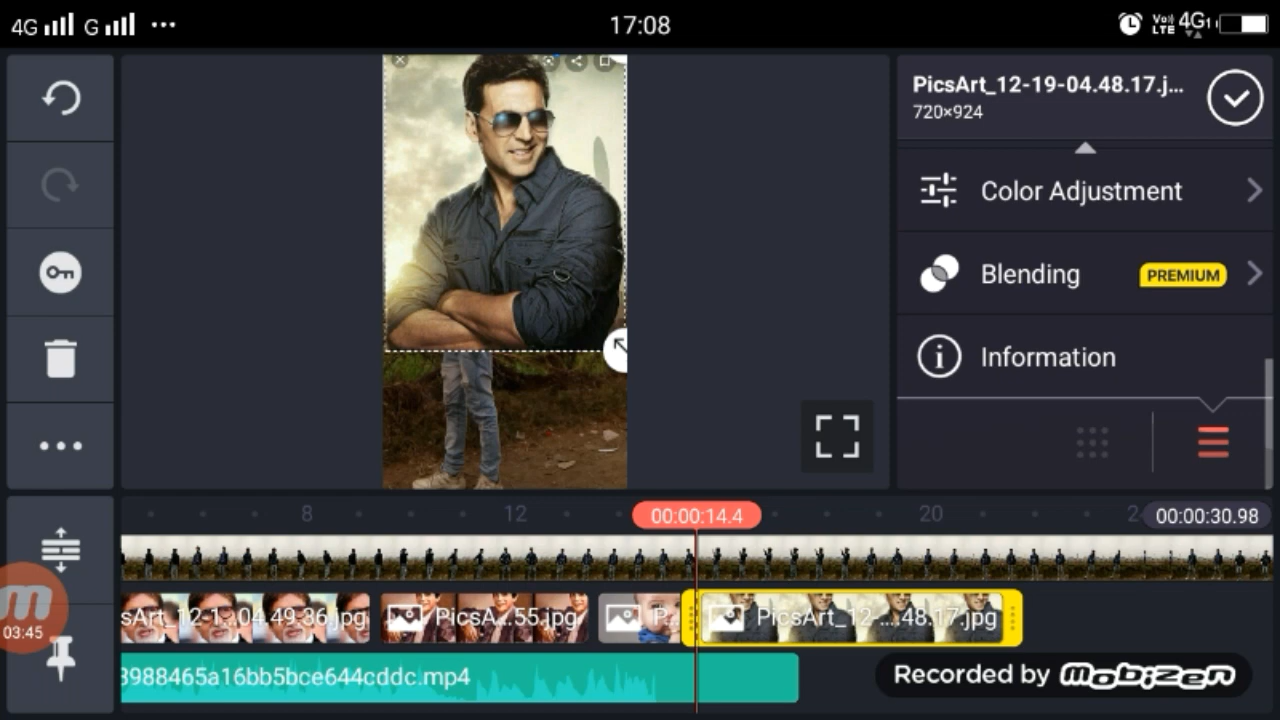 4G G 17:08 Vo) LTE 4G
PicsArt_12-19-04.48.17.j...
720×924
Color Adjustment
Blending PREMIUM
Information
8 12 00:00:14.4 20 2 00:00:30.98
sArt_12-1...04.49.36.jpg PicsA...55.jpg P... PicsArt_12-....48.17.jpg
m
03:45
3988465a16bb5bce644cddc.mp4
Recorded by mobizen